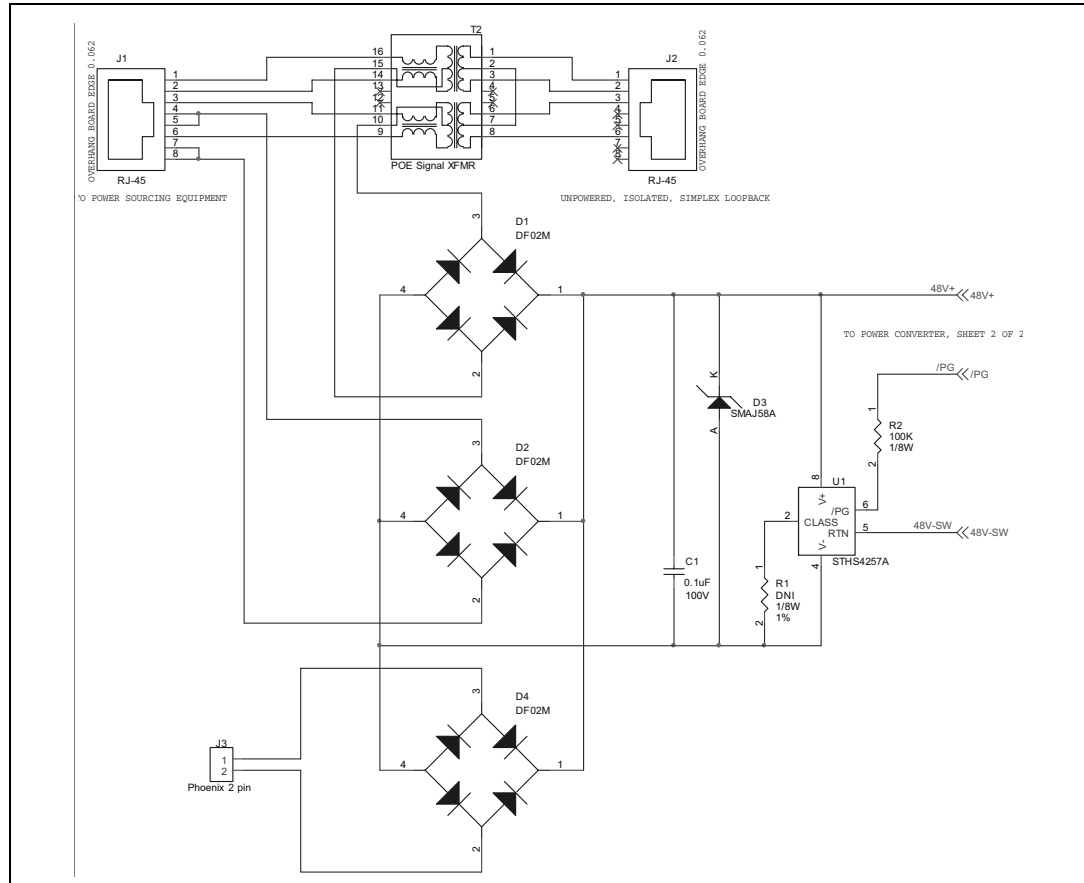 T2
J1
J2
OVERHANG BOARD EDGE 0.062
OVERHANG BOARD EDGE 0.062
1
2
3
4
5
6
7
8
16
15
14
13
12
11
10
9
1
2
3
4
5
6
7
8
1
2
3
4
5
6
7
8
POE Signal XFMR
RJ-45
RJ-45
TO POWER SOURCING EQUIPMENT
UNPOWERED, ISOLATED, SIMPLEX LOOPBACK
3
D1
DF02M
4
1
2
48V+
48V+
TO POWER CONVERTER, SHEET 2 OF 2
/PG
/PG
K
D3
SMAJ58A
A
1
R2
100K
1/8W
2
3
D2
DF02M
4
1
2
8
U1
V+
/PG
6
2
CLASS
RTN
5
48V-SW
48V-SW
V-
4
STHS4257A
C1
0.1uF
100V
1
R1
DNI
1/8W
1%
2
3
D4
DF02M
4
1
2
J3
1
2
Phoenix 2 pin